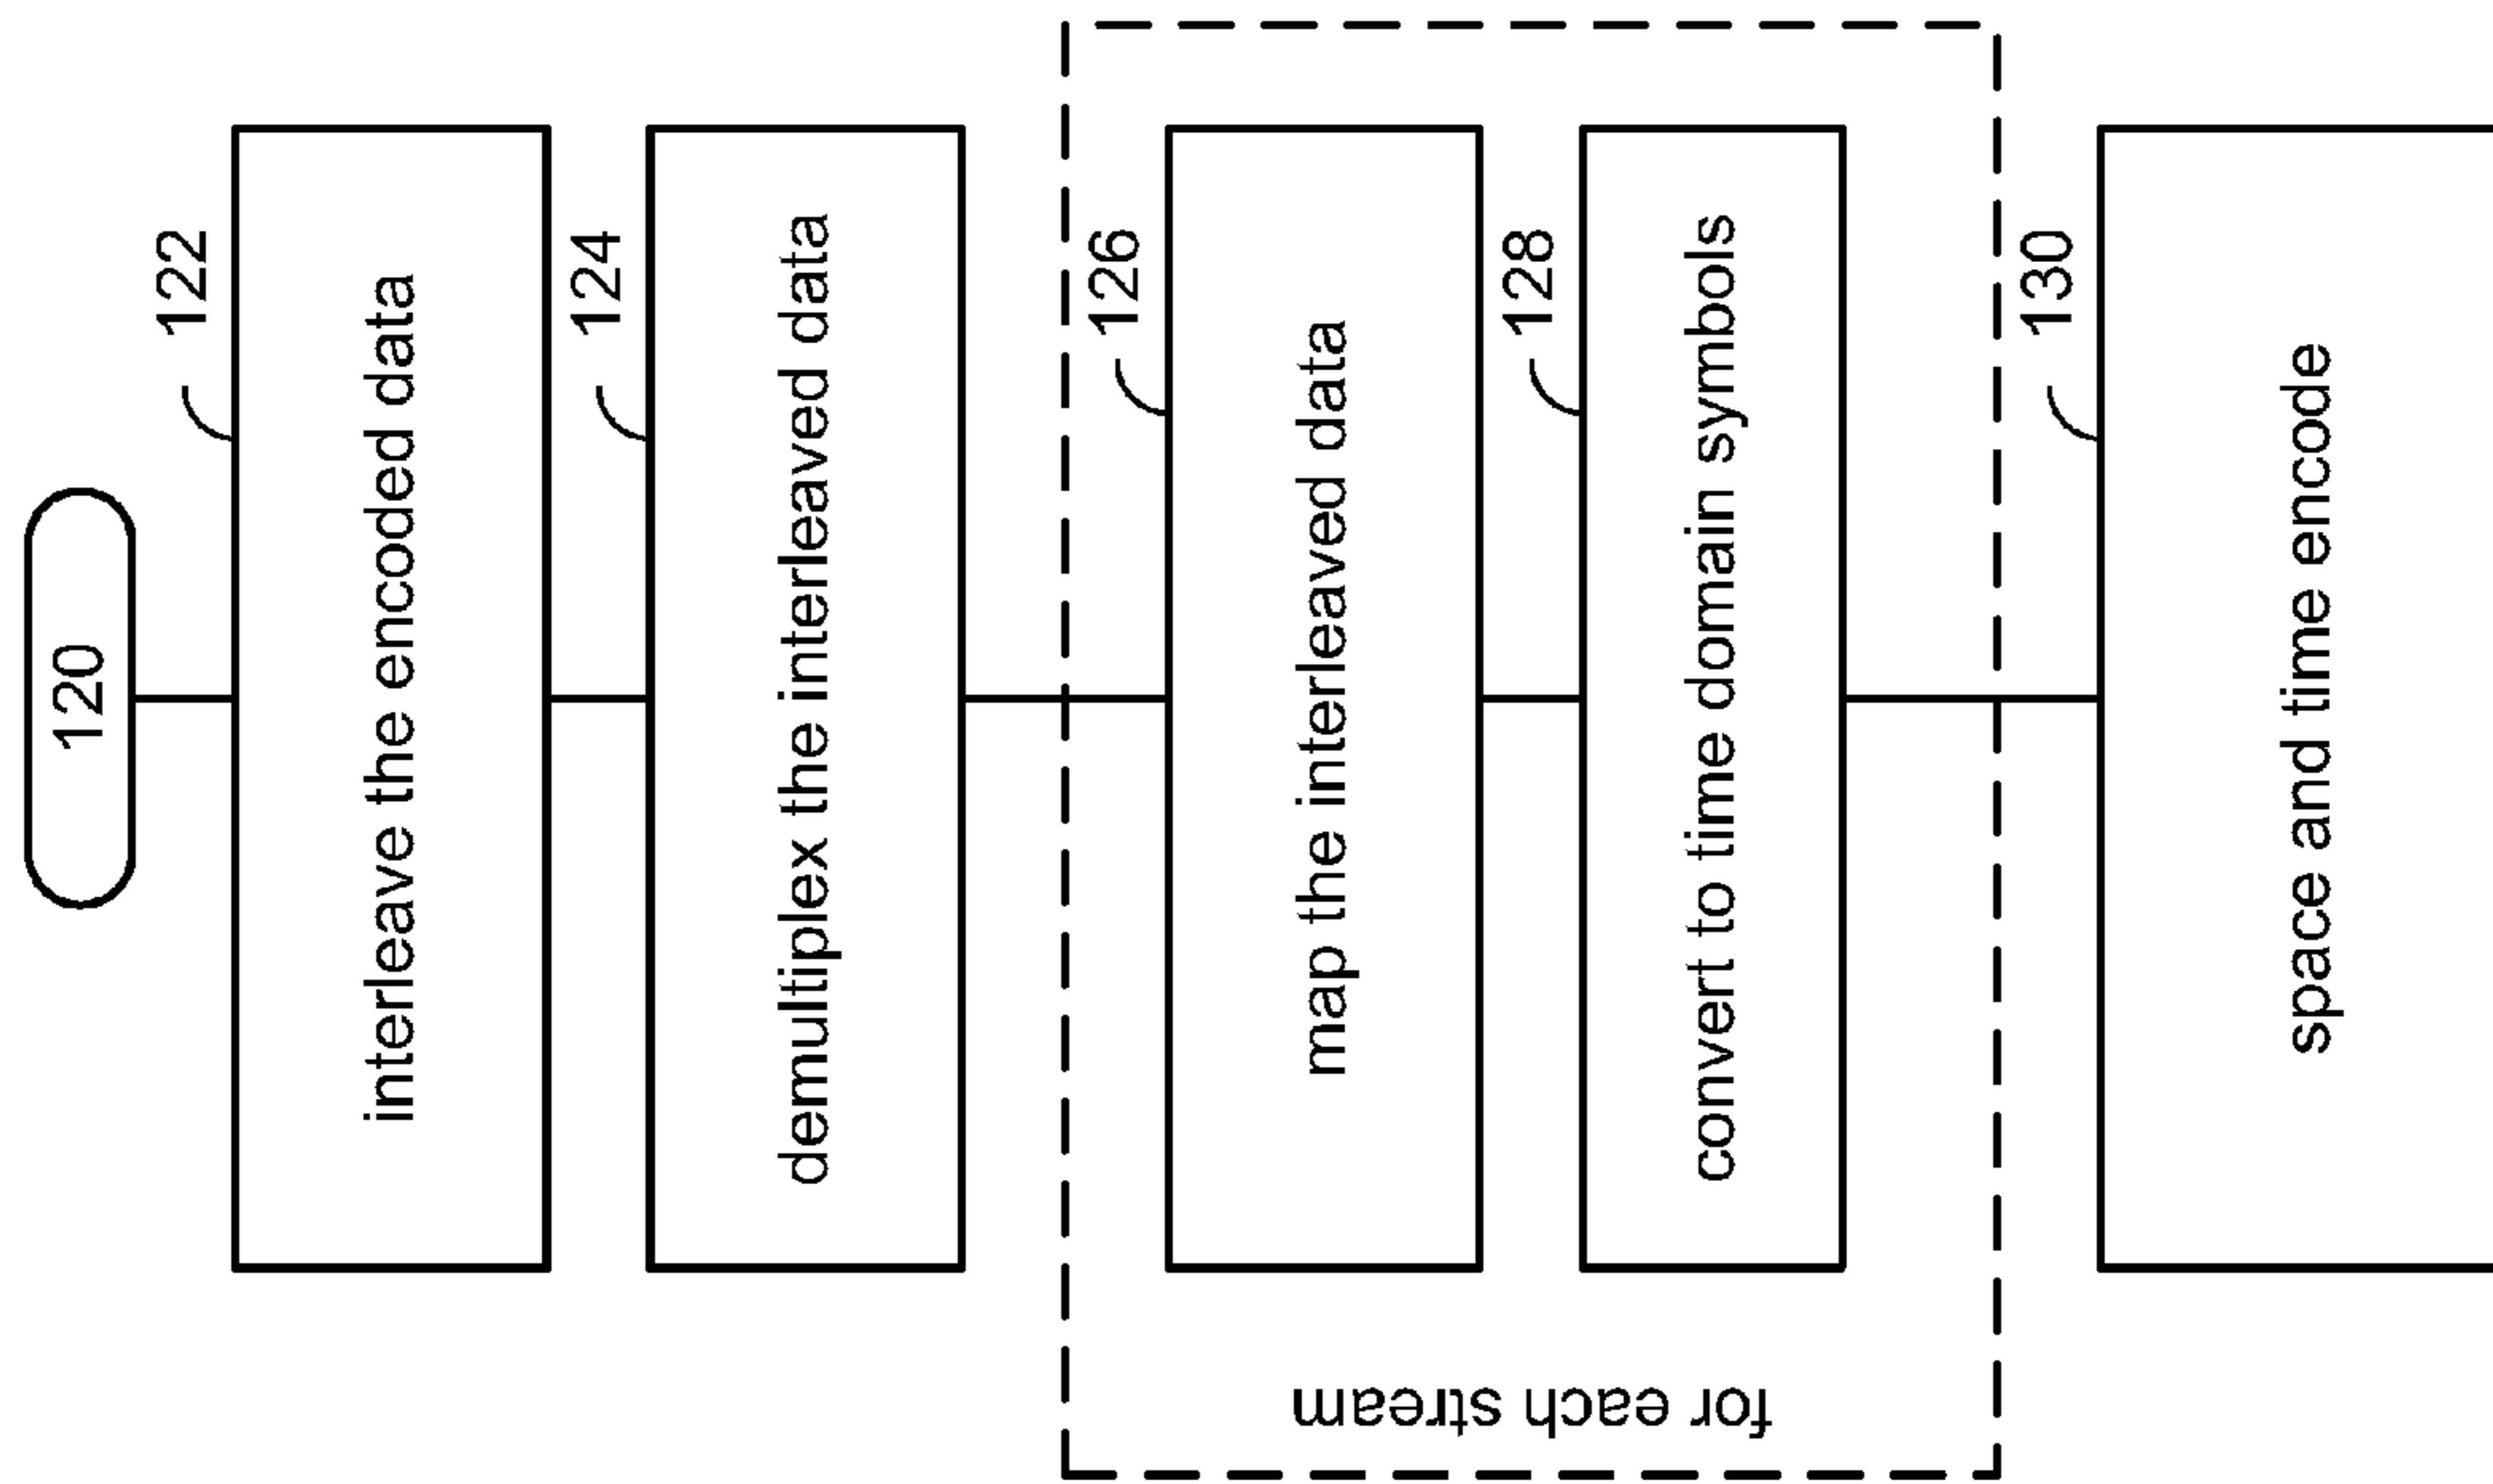 120
122
interleave the encoded data
124
demultiplex the interleaved data
for each stream
126
map the interleaved data
128
convert to time domain symbols
130
space and time encode